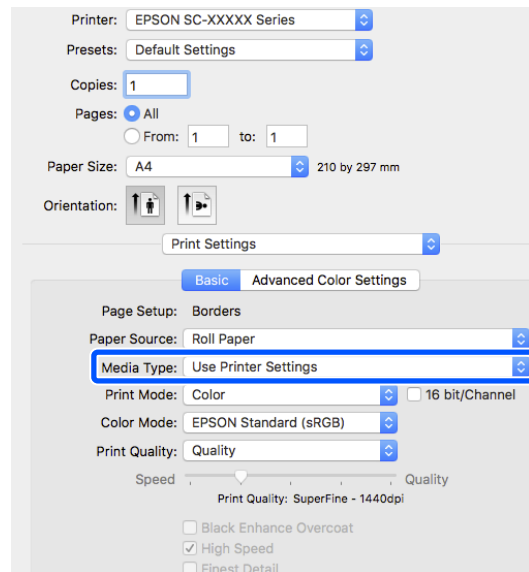 Printer: EPSON SC-XXXXX Series
Presets: Default Settings
Copies: 1
Pages: All
From: 1 to: 1
Paper Size: A4 210 by 297 mm
Orientation:
Print Settings
Basic Advanced Color Settings
Page Setup: Borders
Paper Source: Roll Paper
Media Type: Use Printer Settings
Print Mode: Color 16 bit/Channel
Color Mode: EPSON Standard (sRGB)
Print Quality: Quality
Speed Quality
Print Quality: SuperFine - 1440dpi
Black Enhance Overcoat
High Speed
Finest Detail